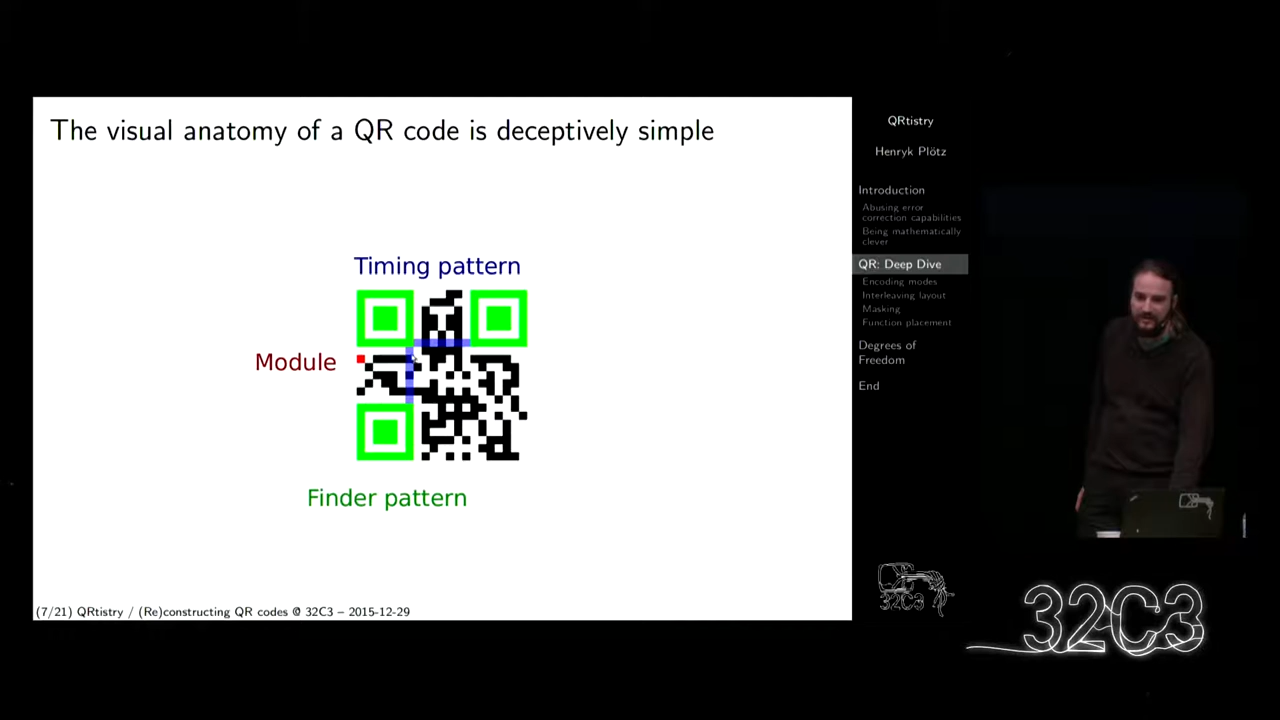 The visual anatomy of a QR code is deceptively simple
Timing pattern
Module
Finder pattern
(7/21) QRtistry / (Re)constructing QR codes @ 32C3 – 2015-12-29
QRtistry
Henryk Plötz
Introduction
Abusing error
correction capabilities
Being mathematically
clever
QR: Deep Dive
Encoding modes
Interleaving layout
Masking
Function placement
Degrees of
Freedom
End
32C3
32C3